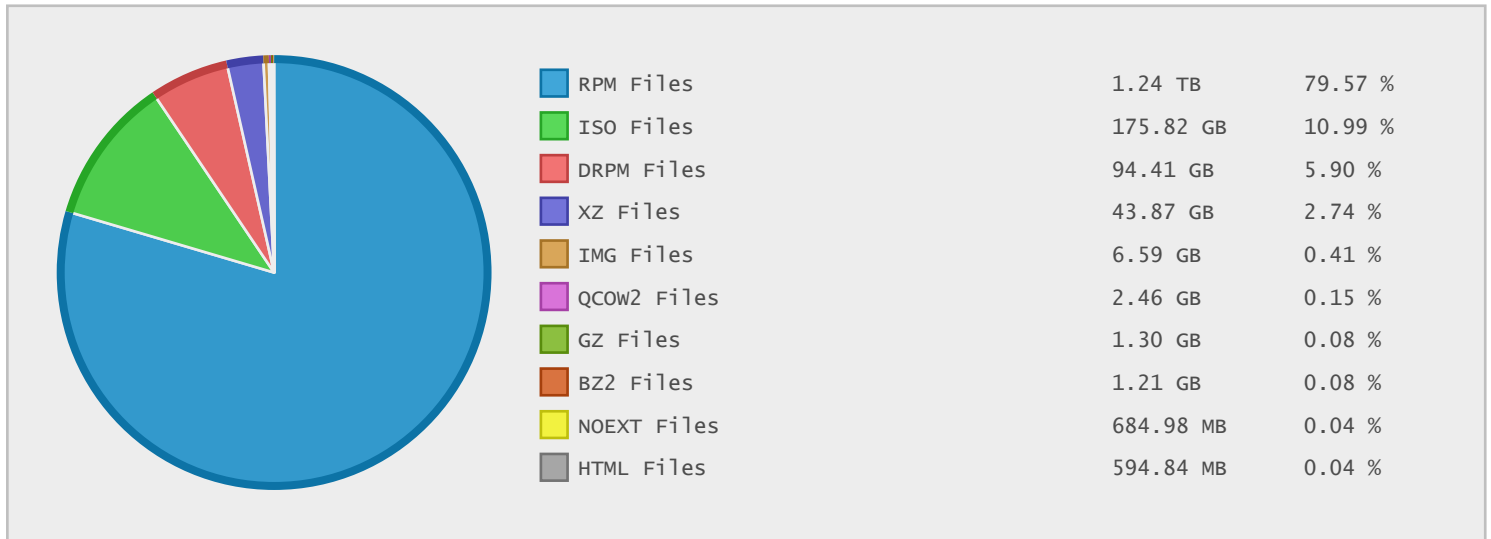 RPM Files 1.24 TB 79.57 %
ISO Files 175.82 GB 10.99 %
DRPM Files 94.41 GB 5.90 %
XZ Files 43.87 GB 2.74 %
IMG Files 6.59 GB 0.41 %
QCOW2 Files 2.46 GB 0.15 %
GZ Files 1.30 GB 0.08 %
BZ2 Files 1.21 GB 0.08 %
NOEXT Files 684.98 MB 0.04 %
HTML Files 594.84 MB 0.04 %